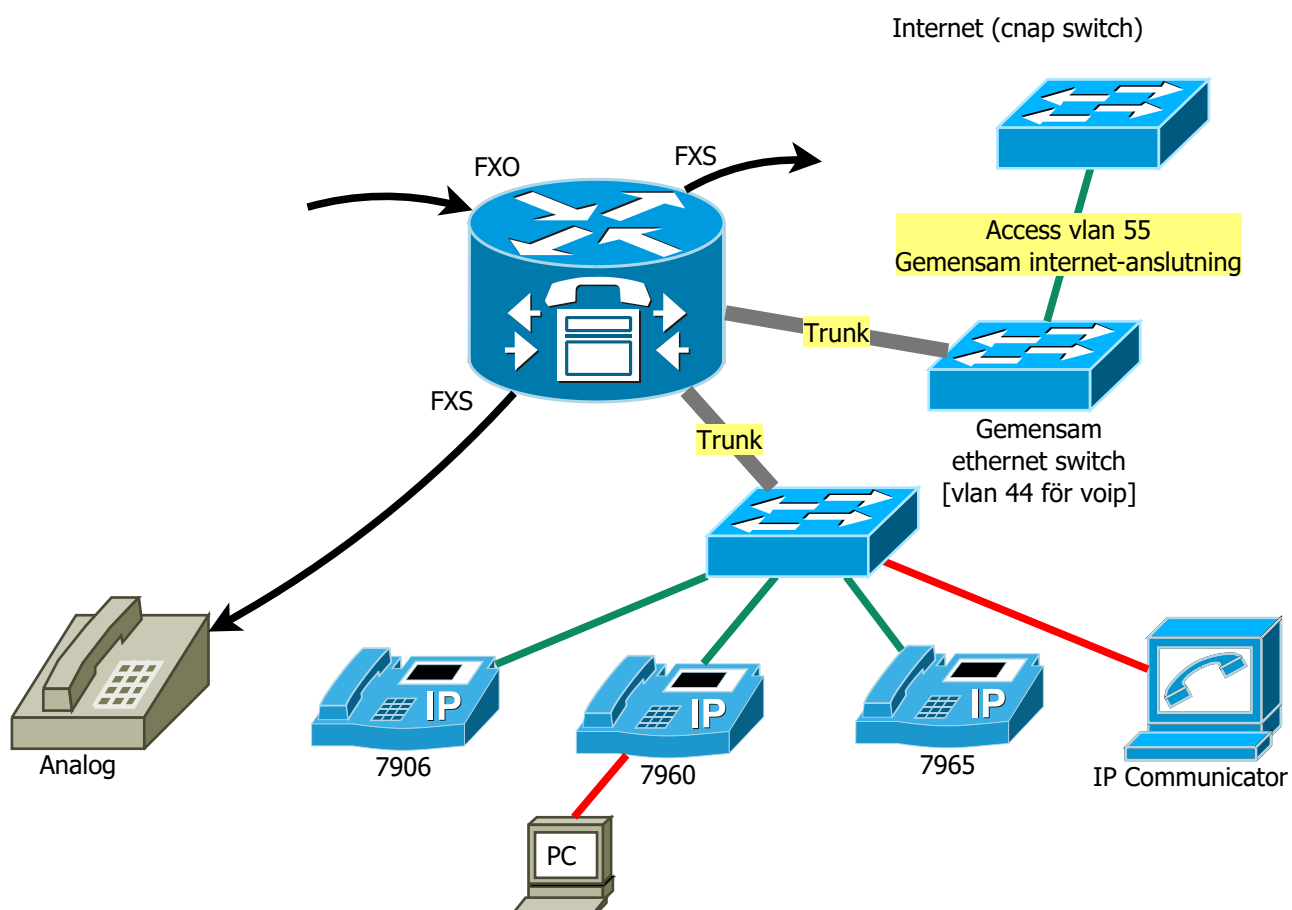 Internet (cnap switch)
FXO
FXS
Access vlan 55
Gemensam internet-anslutning
Trunk
FXS
Trunk
Gemensam
ethernet switch
[vlan 44 för voip]
IP
IP
IP
Analog
7906
7960
7965
IP Communicator
PC